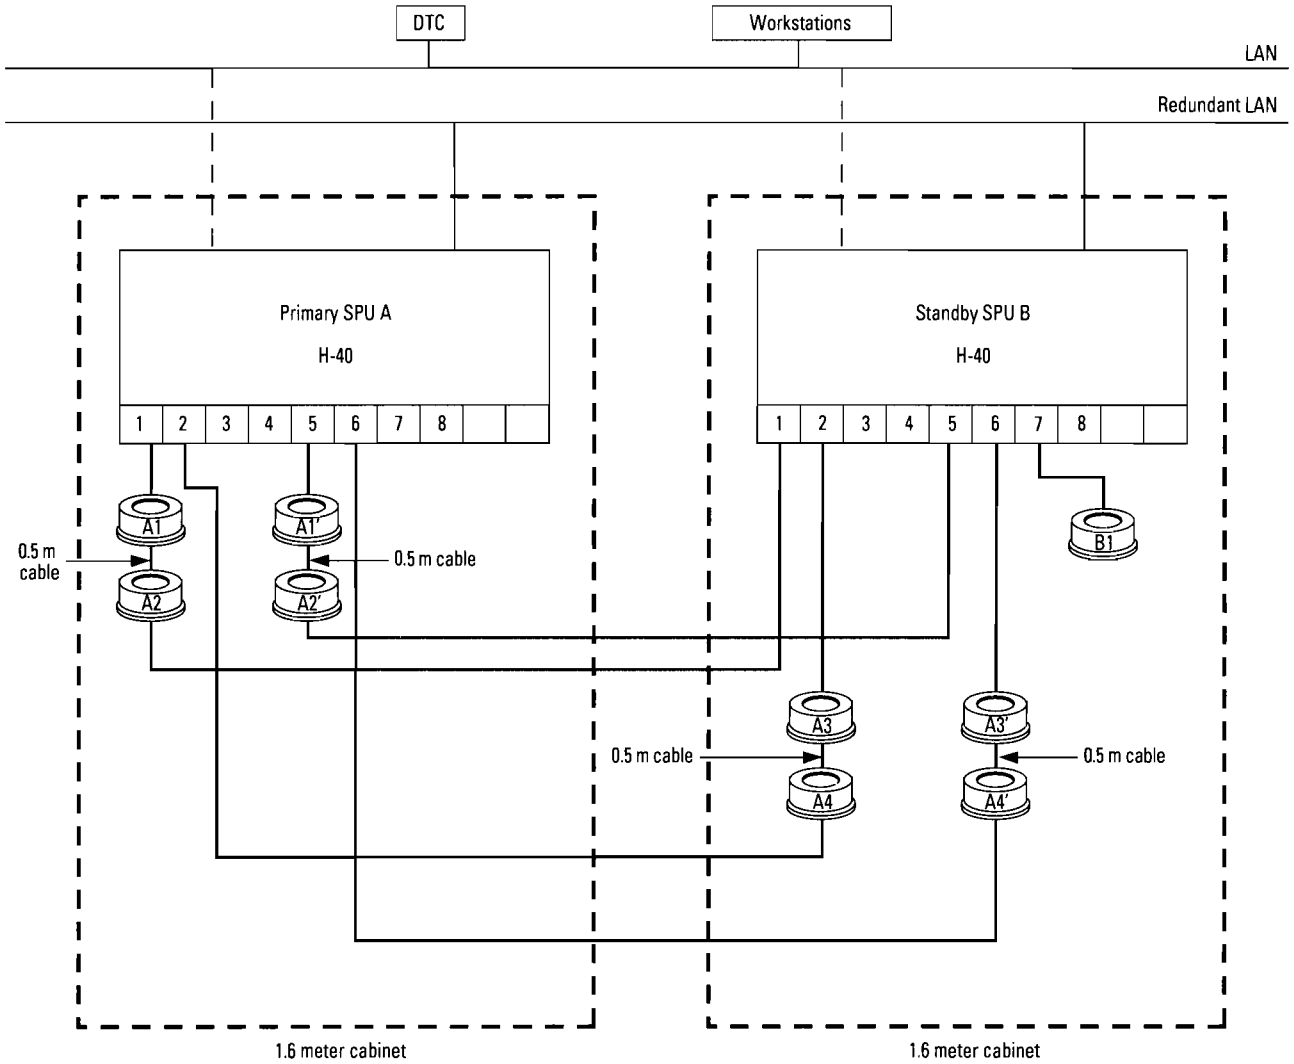 DTC
Workstations
LAN
Redundant LAN
Primary SPU A
H-40
1 2 3 4 5 6 7 8
Standby SPU B
H-40
1 2 3 4 5 6 7 8
A1
A1'
B1
0.5 m
cable
0.5 m cable
A2
A2'
A3
A3'
0.5 m cable
0.5 m cable
A4
A4'
1.6 meter cabinet
1.6 meter cabinet